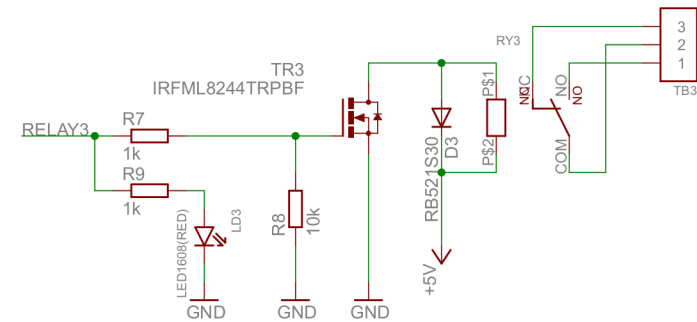 RY3
3
2
1
TB3
TR3
IRFML8244TRPBF
NC
NC
NO
NO
COM
P$1
P$2
RELAY3
R7
1k
R9
1k
LD3
LED1608(RED)
R8
10k
RB521S30
D3
+5V
GND
GND
GND